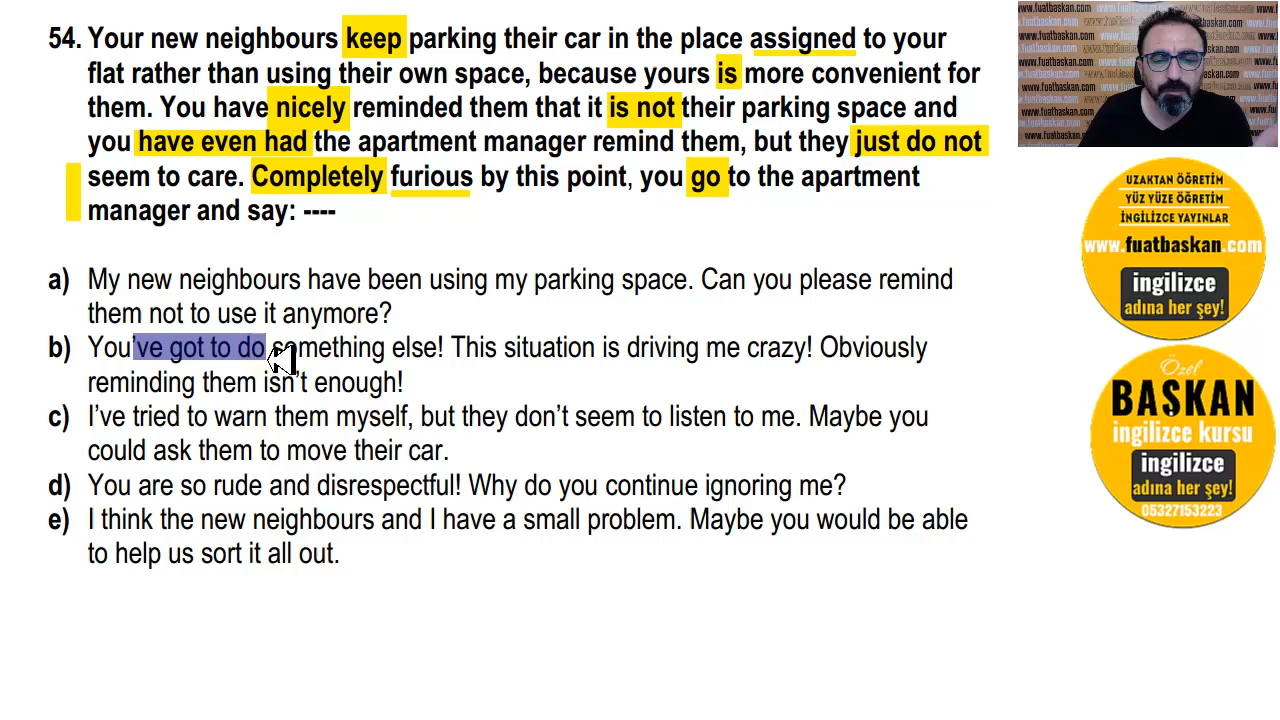 54. Your new neighbours keep parking their car in the place assigned to your
flat rather than using their own space, because yours is more convenient for
them. You have nicely reminded them that it is not their parking space and
you have even had the apartment manager remind them, but they just do not
seem to care. Completely furious by this point, you go to the apartment
manager and say: ----
a) My new neighbours have been using my parking space. Can you please remind
them not to use it anymore?
b) You've got to do something else! This situation is driving me crazy! Obviously
reminding them isn't enough!
c) I've tried to warn them myself, but they don't seem to listen to me. Maybe you
could ask them to move their car.
d) You are so rude and disrespectful! Why do you continue ignoring me?
e) I think the new neighbours and I have a small problem. Maybe you would be able
to help us sort it all out.
www.fuatbaskan.com
UZAKTAN ÖĞRETİM
YÜZ YÜZE ÖĞRETİM
İNGİLİZCE YAYINLAR
www.fuatbaskan.com
ingilizce
adına her şey!
Özel
BAŞKAN
ingilizce kursu
ingilizce
adına her şey!
05327153223